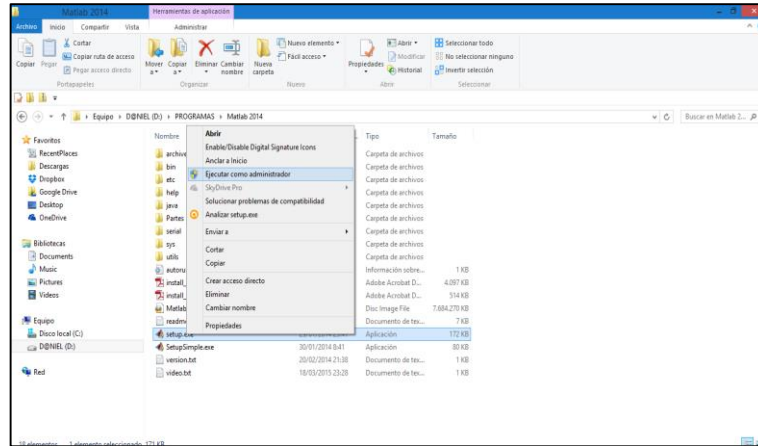 Matlab 2014
Herramientas de aplicación
Archivo Inicio Compartir Vista Administrar
Copiar Pegar
Cortar
Copiar ruta de acceso
Pegar acceso directo
Mover a Copiar a Eliminar Cambiar nombre
Nueva carpeta
Nuevo elemento
Fácil acceso
Propiedades
Abrir
Modificar
Historial
Seleccionar todo
No seleccionar ninguno
Invertir selección
Portapapeles Organizar Nuevo Abrir Seleccionar
Equipo D@NIEL (D:) PROGRAMAS Matlab 2014
Buscar en Matlab 2... 
Favoritos
RecentPlaces
Descargas
Dropbox
Google Drive
Desktop
OneDrive
Bibliotecas
Documents
Music
Pictures
Videos
Equipo
Disco local (C:)
D@NIEL (D:)
Red
Nombre Tipo Tamaño
archive Carpeta de archivos
bin Carpeta de archivos
etc Carpeta de archivos
help Carpeta de archivos
java Carpeta de archivos
Partes Carpeta de archivos
serial Carpeta de archivos
sys Carpeta de archivos
utils Carpeta de archivos
autoru Información sobre... 1 KB
install_ Adobe Acrobat D... 4.097 KB
install_ Adobe Acrobat D... 514 KB
Matlab Disc Image File 7.684.270 KB
readme Documento de tex... 7 KB
setup.exe Aplicación 172 KB
SetupSimple.exe 30/01/2014 8:41 Aplicación 80 KB
version.txt 20/02/2014 21:38 Documento de tex... 1 KB
video.txt 18/03/2015 23:28 Documento de tex... 1 KB
Abrir
Enable/Disable Digital Signature Icons
Anclar a Inicio
Ejecutar como administrador
SkyDrive Pro
Solucionar problemas de compatibilidad
Analizar setup.exe
Enviar a
Cortar
Copiar
Crear acceso directo
Eliminar
Cambiar nombre
Propiedades
18 elementos 1 elemento seleccionado 171 KB